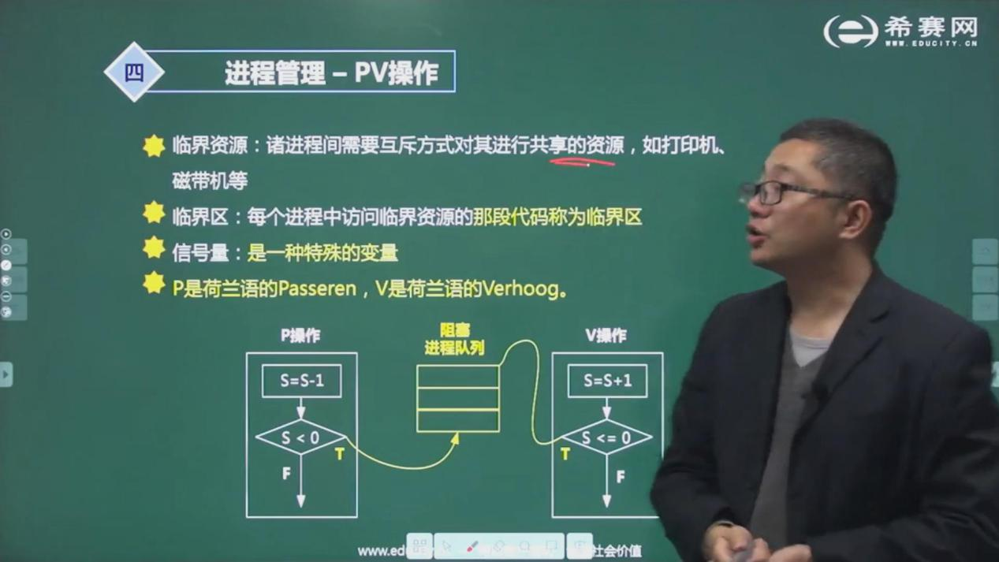 希赛网
WWW.EDUCITY.CN
四
进程管理 – PV操作
临界资源：诸进程间需要互斥方式对其进行共享的资源，如打印机、
磁带机等
临界区：每个进程中访问临界资源的那段代码称为临界区
信号量：是一种特殊的变量
P是荷兰语的Passeren，V是荷兰语的Verhoog。
P操作
阻塞
进程队列
V操作
S=S-1
S=S+1
S < 0
S <= 0
T
T
F
F
www.edu
社会价值